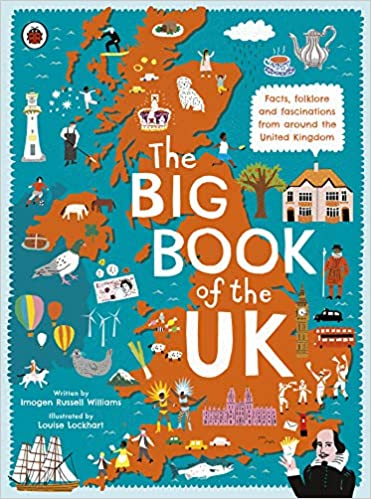 Facts, folklore
and fascinations
from around the
United Kingdom
The
BIG
BOOK
of the
UK
Written by
Imogen Russell Williams
Illustrated by
Louise Lockhart